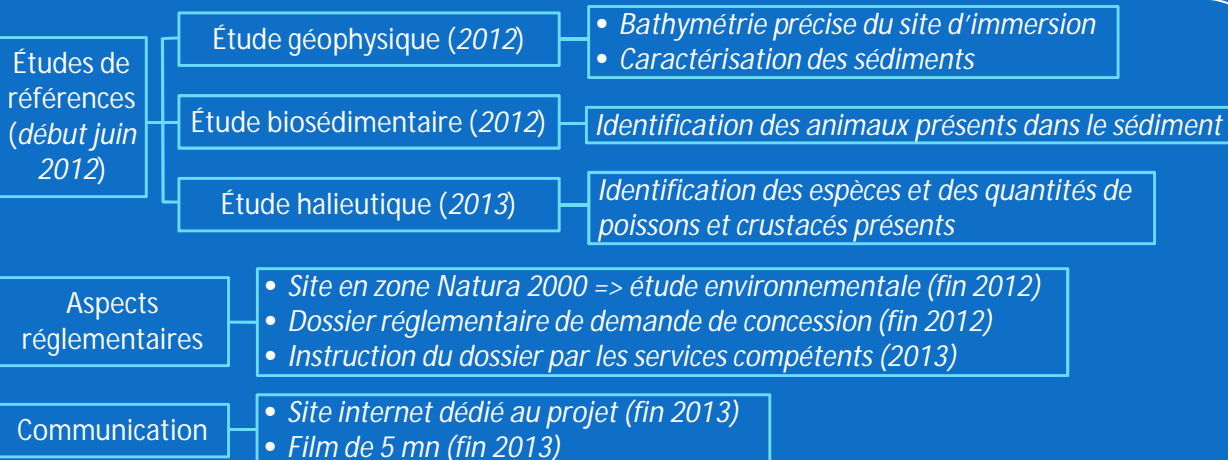 Études de
références
(début juin
2012)
Étude géophysique (2012)
• Bathymétrie précise du site d'immersion
• Caractérisation des sédiments
Étude biosédimentaire (2012)
Identification des animaux présents dans le sédiment
Étude halieutique (2013)
Identification des espèces et des quantités de
poissons et crustacés présents
Aspects
réglementaires
• Site en zone Natura 2000 => étude environnementale (fin 2012)
• Dossier réglementaire de demande de concession (fin 2012)
• Instruction du dossier par les services compétents (2013)
Communication
• Site internet dédié au projet (fin 2013)
• Film de 5 mn (fin 2013)